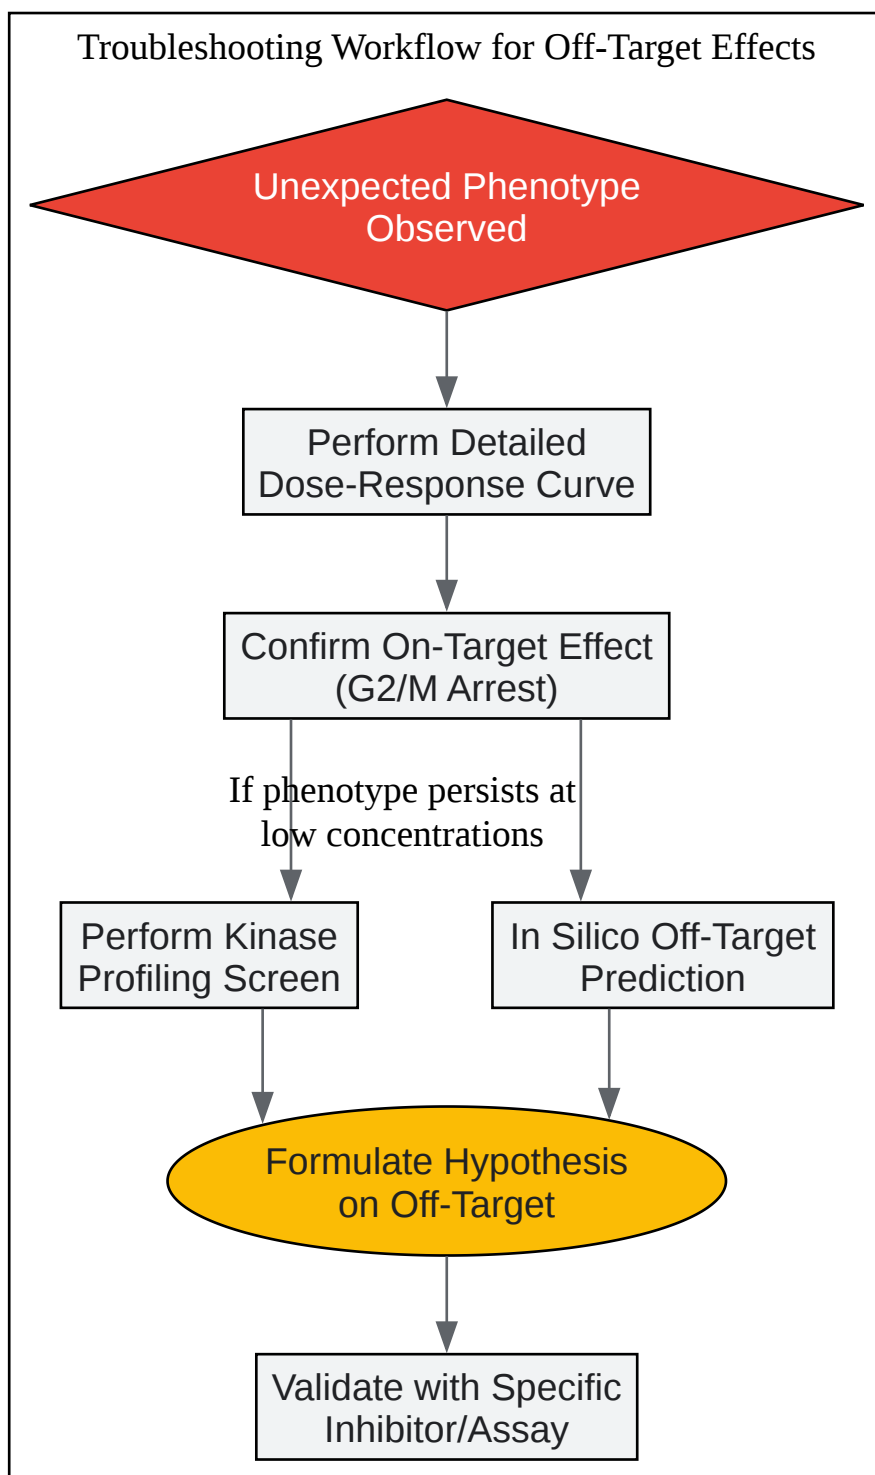 Troubleshooting Workflow for Off-Target Effects
Unexpected Phenotype
Observed
Perform Detailed
Dose-Response Curve
Confirm On-Target Effect
(G2/M Arrest)
If phenotype persists at
low concentrations
Perform Kinase
Profiling Screen
In Silico Off-Target
Prediction
Formulate Hypothesis
on Off-Target
Validate with Specific
Inhibitor/Assay